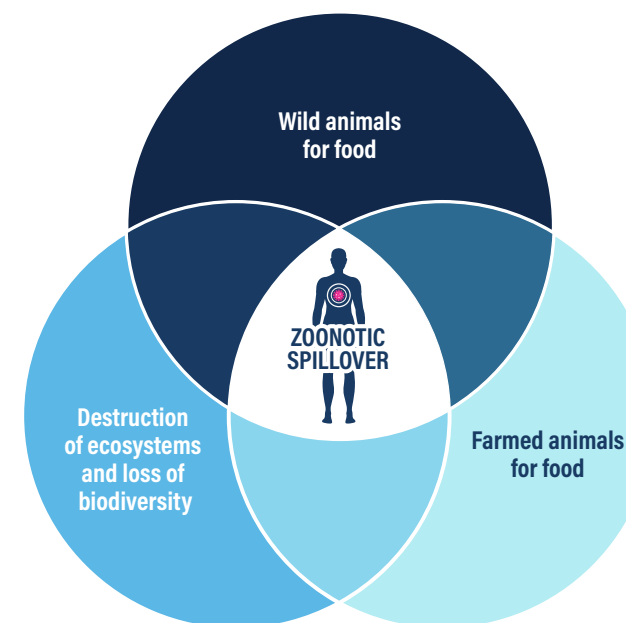 Wild animals
for food
ZOONOTIC
SPILLOVER
Destruction
of ecosystems
and loss of
biodiversity
Farmed animals
for food